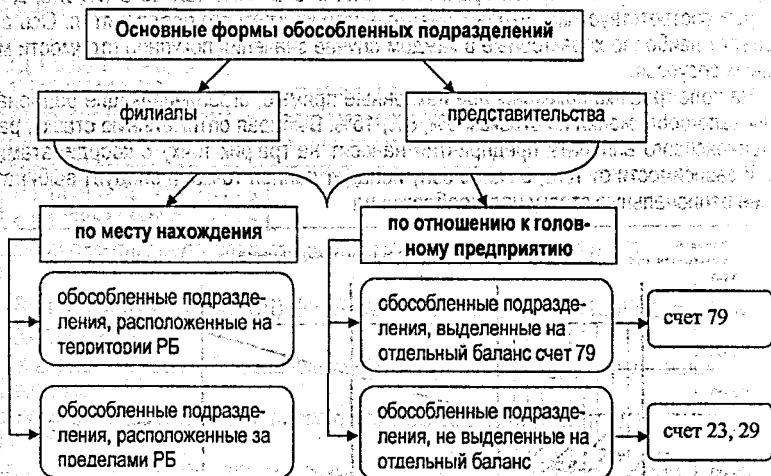 Основные формы обособленных подразделений
филиалы
представительства
по месту нахождения
по отношению к голов-
ному предприятию
обособленные подразде-
ления, расположенные на
территории РБ
обособленные подразде-
ления, выделенные на
отдельный баланс счет 79
счет 79
обособленные подразде-
ления, расположенные за
пределами РБ
обособленные подразде-
ления, не выделенные на
отдельный баланс
счет 23, 29